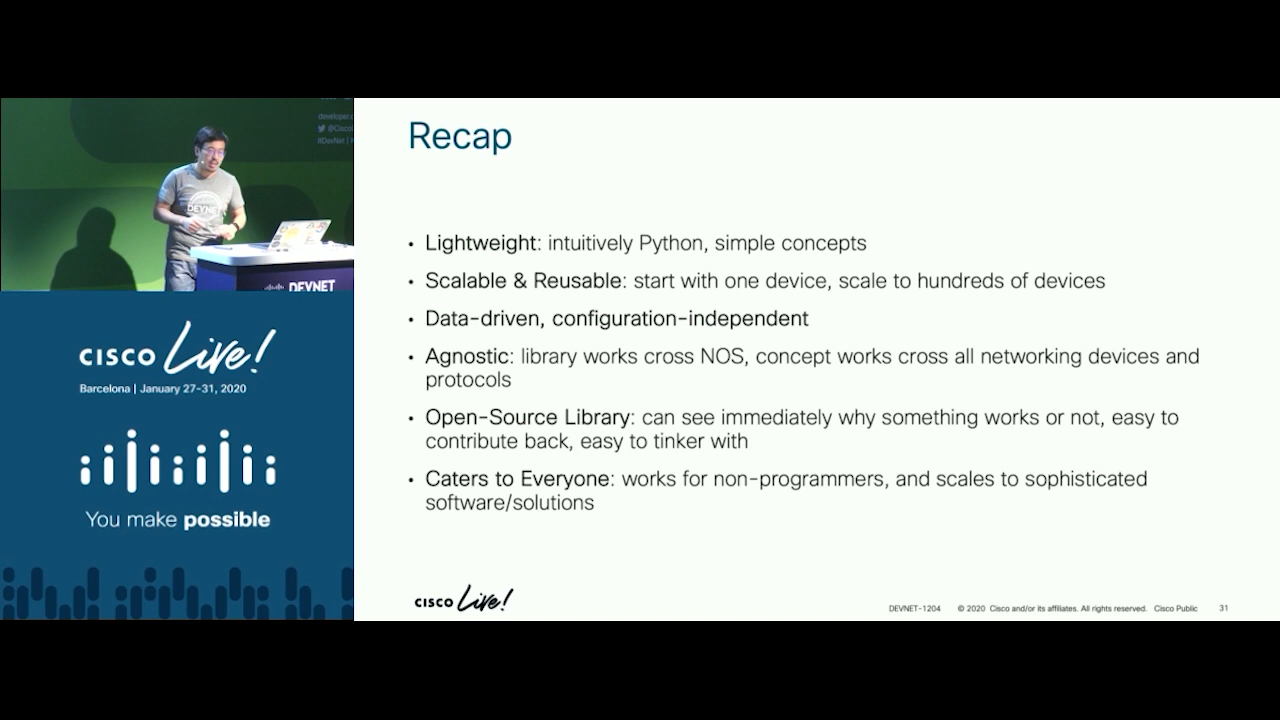 developer.c
@Cisco
itDevNet |
DEVNET
DEVNET
CISCO Live!
Barcelona | January 27-31, 2020
You make possible
Recap
• Lightweight: intuitively Python, simple concepts
• Scalable & Reusable: start with one device, scale to hundreds of devices
• Data-driven, configuration-independent
• Agnostic: library works cross NOS, concept works cross all networking devices and
protocols
• Open-Source Library: can see immediately why something works or not, easy to
contribute back, easy to tinker with
• Caters to Everyone: works for non-programmers, and scales to sophisticated
software/solutions
CISCO Live!
DEVNET-1204 © 2020 Cisco and/or its affiliates. All rights reserved. Cisco Public 31